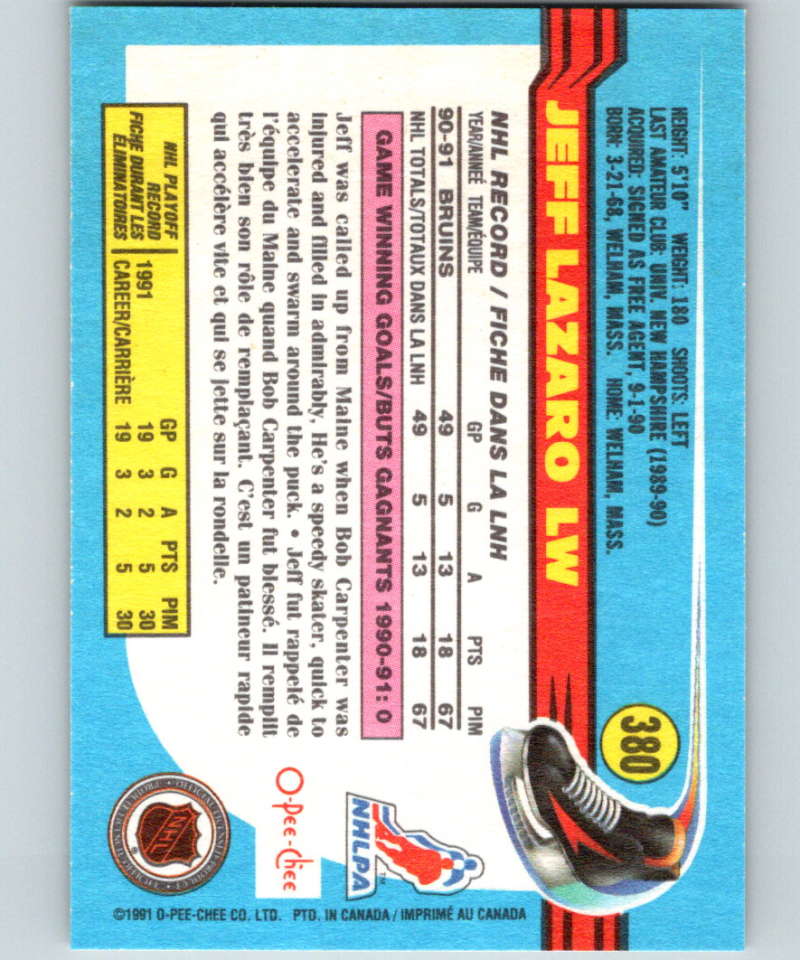 380
HEIGHT: 5'10" WEIGHT: 180 SHOOTS: LEFT
LAST AMATEUR CLUB: UNIV. NEW HAMPSHIRE (1989-90)
ACQUIRED: SIGNED AS FREE AGENT, 9-1-90
BORN: 3-21-68, WELHAM, MASS. HOME: WELHAM, MASS.
JEFF LAZARO LW
NHL RECORD / FICHE DANS LA LNH
YEAR/ANNÉE TEAM/ÉQUIPE GP G A PTS PIM
90-91 BRUINS 49 5 13 18 67
NHL TOTALS/TOTAUX DANS LA LNH 49 5 13 18 67
GAME WINNING GOALS/BUTS GAGNANTS 1990-91: 0
Jeff was called up from Maine when Bob Carpenter was
injured and filled in admirably. He's a speedy skater, quick to
accelerate and swarm around the puck. • Jeff fut rappelé de
l'équipe du Maine quand Bob Carpenter fut blessé. Il remplit
très bien son rôle de remplaçant. C'est un patineur rapide
qui accélère vite et qui se jette sur la rondelle.
NHL PLAYOFF
RECORD
FICHE DURANT LES
ÉLIMINATOIRES
GP G A PTS PIM
1991 19 3 2 5 30
CAREER/CARRIÈRE 19 3 2 5 30
NHLPA
TM
O-Pee-Chee
NHL
©1991 O-PEE-CHEE CO. LTD. PTD. IN CANADA / IMPRIMÉ AU CANADA